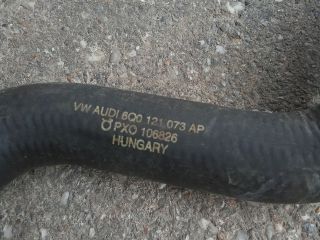 VW AUDI 6Q0 121 073 AP
PXO 106826
HUNGARY